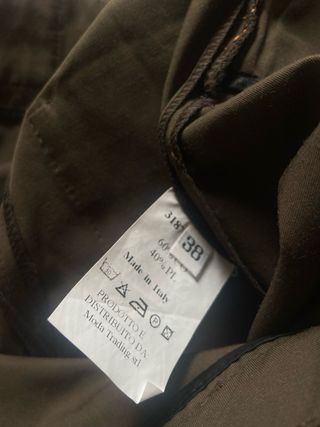 318
38
60%
40% PL
Made in Italy
PRODOTTO E
DISTRIBUITO DA
Moda Trading srl